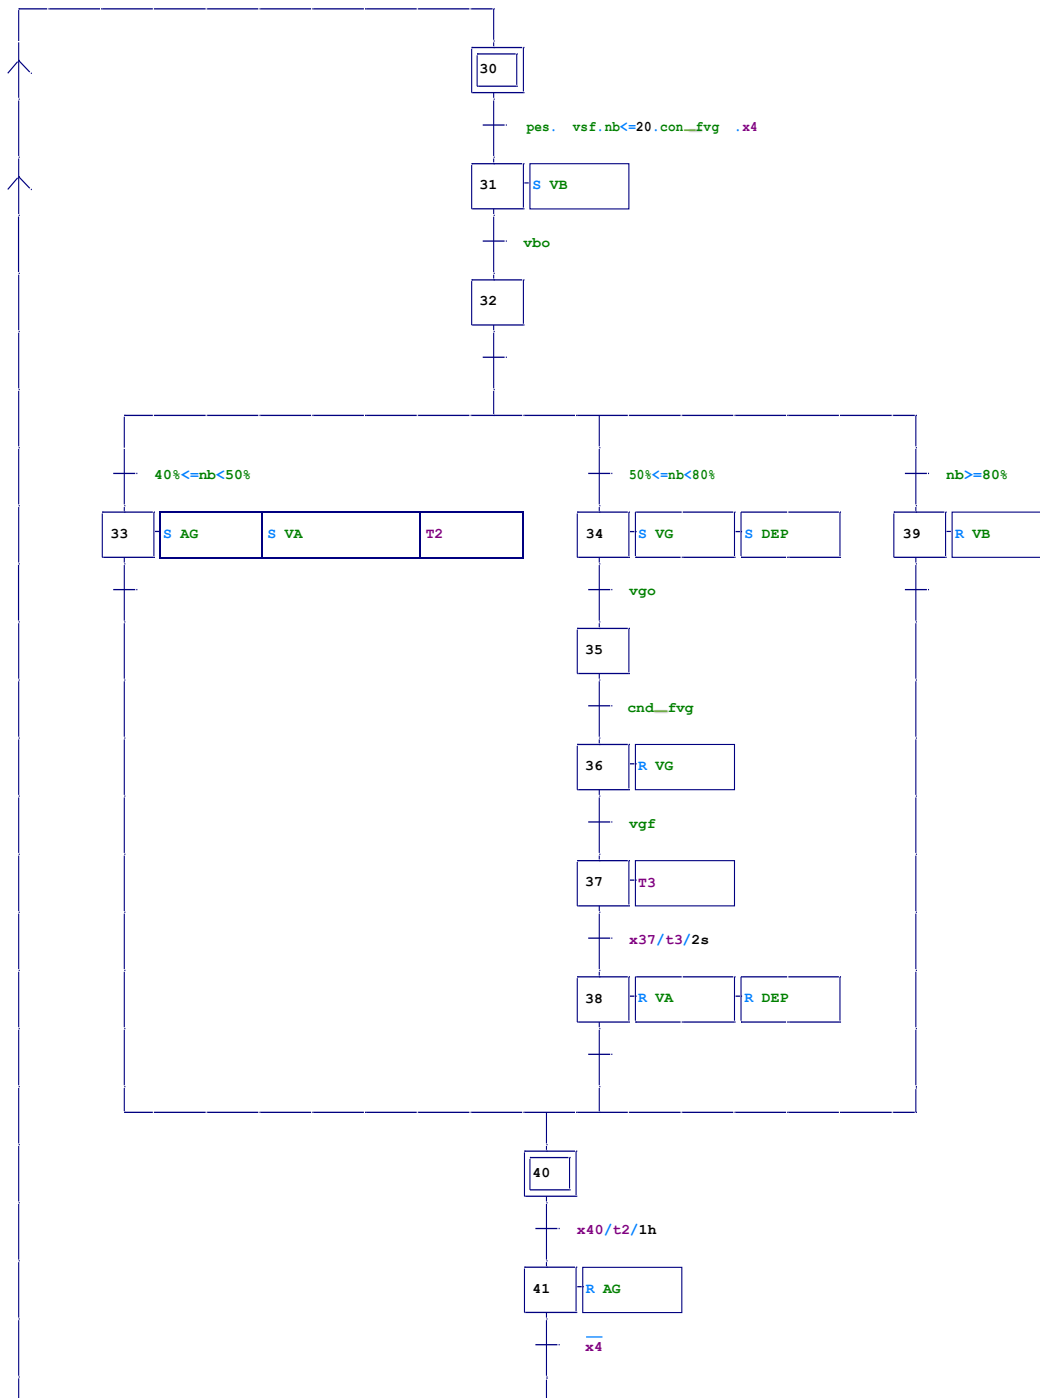 30
pes. vsf.nb<=20.con_fvg .x4
31 S VB
vbo
32
40%<=nb<50% 50%<=nb<80% nb>=80%
33 S AG S VA T2 34 S VG S DEP 39 R VB
vgo
35
cnd_fvg
36 R VG
vgf
37 T3
x37/t3/2s
38 R VA R DEP
40
x40/t2/1h
41 R AG
x̅4̅